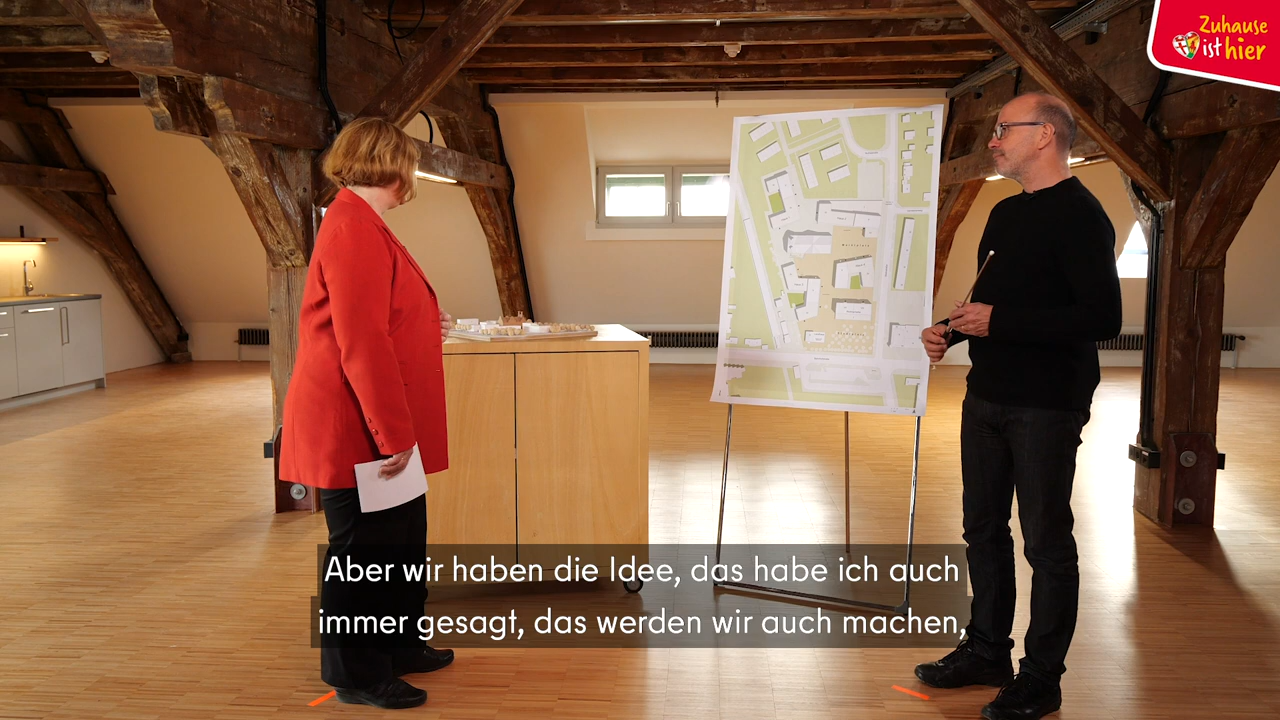 Zuhause
ist hier
Aber wir haben die Idee, das habe ich auch
immer gesagt, das werden wir auch machen,